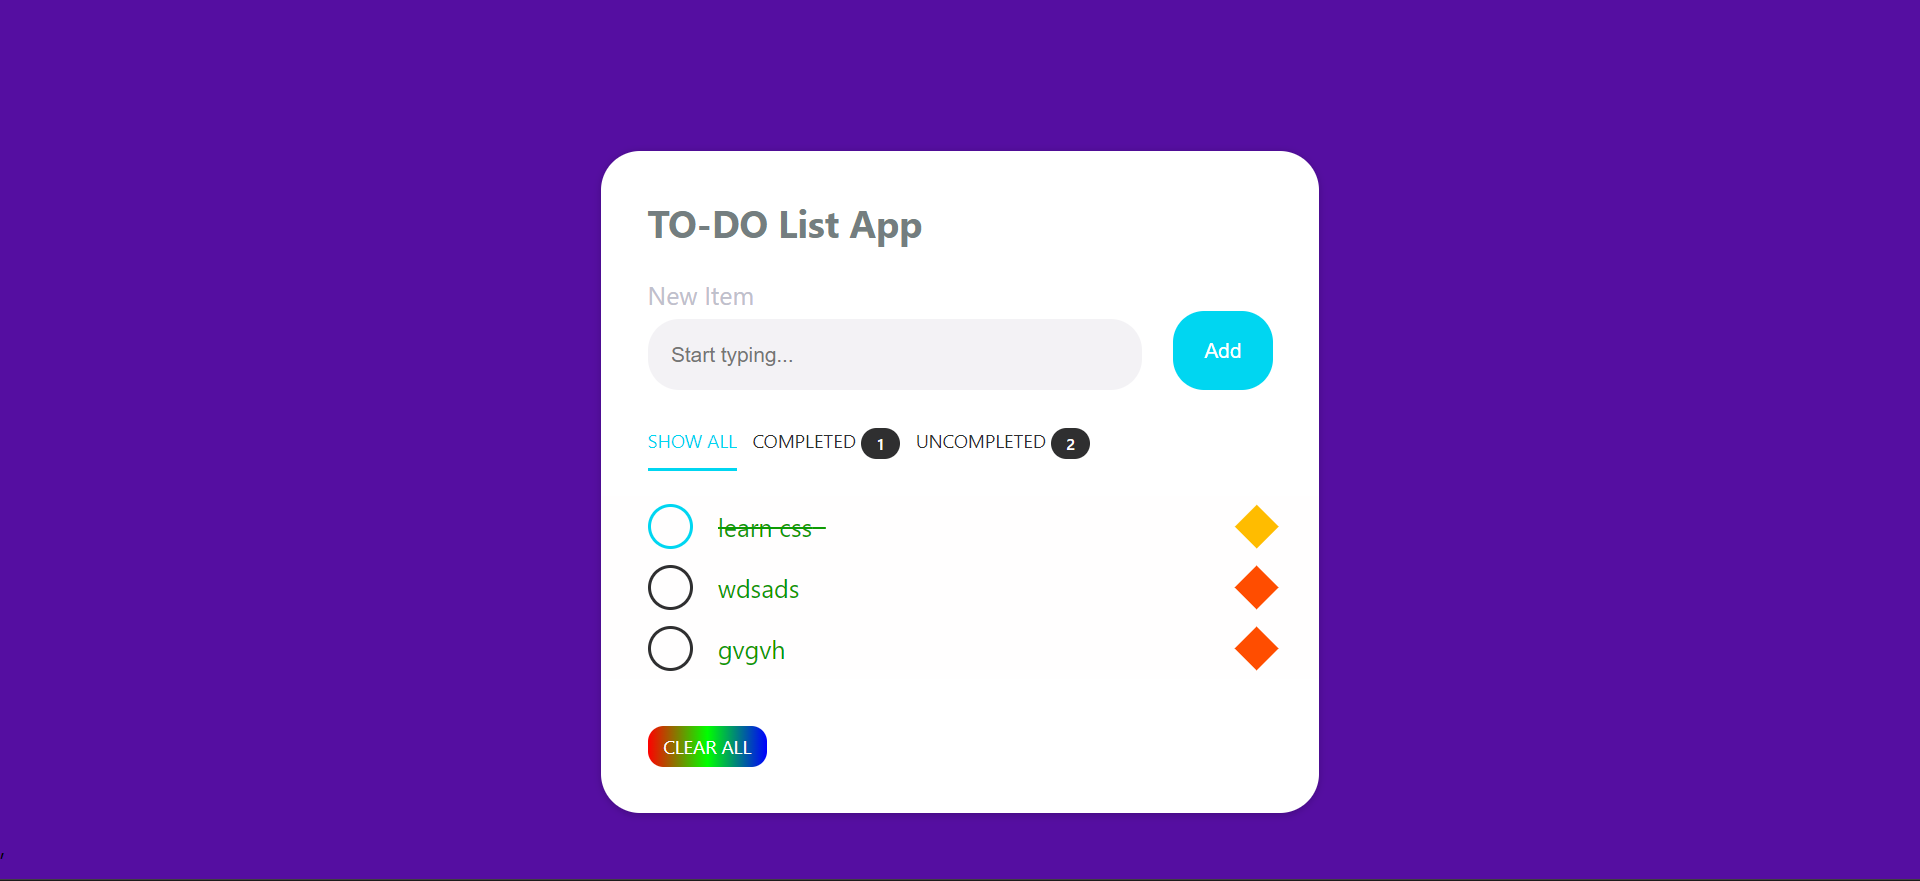 TO-DO List App
New Item
Start typing...
Add
SHOW ALL COMPLETED 1 UNCOMPLETED 2
learn css
wdsads
gvgvh
CLEAR ALL
,